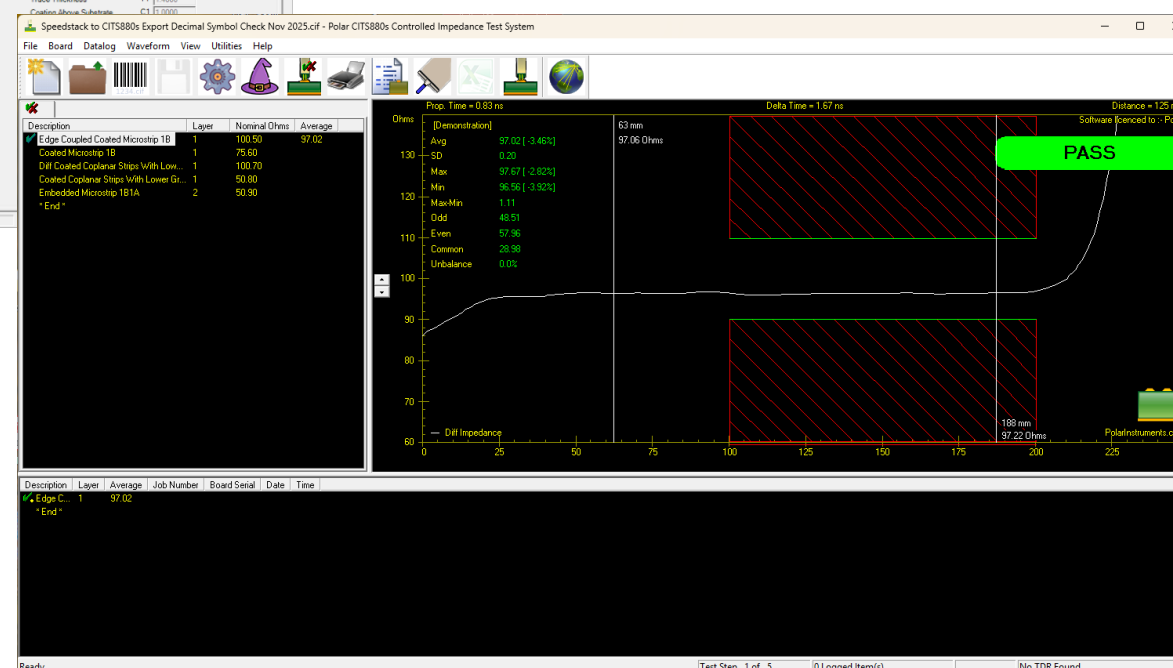 Coating Above Substrate C1 1.0000
Speedstack to CITS880s Export Decimal Symbol Check Nov 2025.cif - Polar CITS880s Controlled Impedance Test System
File Board Datalog Waveform View Utilities Help
1234.cif
Description Layer Nominal Ohms Average
Edge Coupled Coated Microstrip 1B 1 100.50 97.02
Coated Microstrip 1B 1 75.60
Diff Coated Coplanar Strips With Low... 1 100.70
Coated Coplanar Strips With Lower Gr... 1 50.80
Embedded Microstrip 1B1A 2 50.90
* End *
Prop. Time = 0.83 ns Delta Time = 1.67 ns Distance = 125
Ohms
Software licenced to :- Po
[Demonstration]
Avg 97.02 [ -3.46%]
SD 0.20
Max 97.67 [ -2.82%]
Min 96.56 [ -3.92%]
Max-Min 1.11
Odd 48.51
Even 57.96
Common 28.98
Unbalance 0.0%
63 mm
97.06 Ohms
PASS
130
120
110
100
90
80
70
60
Diff Impedance
188 mm
97.22 Ohms
PolarInstruments.c
0 25 50 75 100 125 150 175 200 225
Description Layer Average Job Number Board Serial Date Time
Edge C... 1 97.02
* End *
Ready Test Step 1 of 5 0 Logged Item(s) No TDR Found